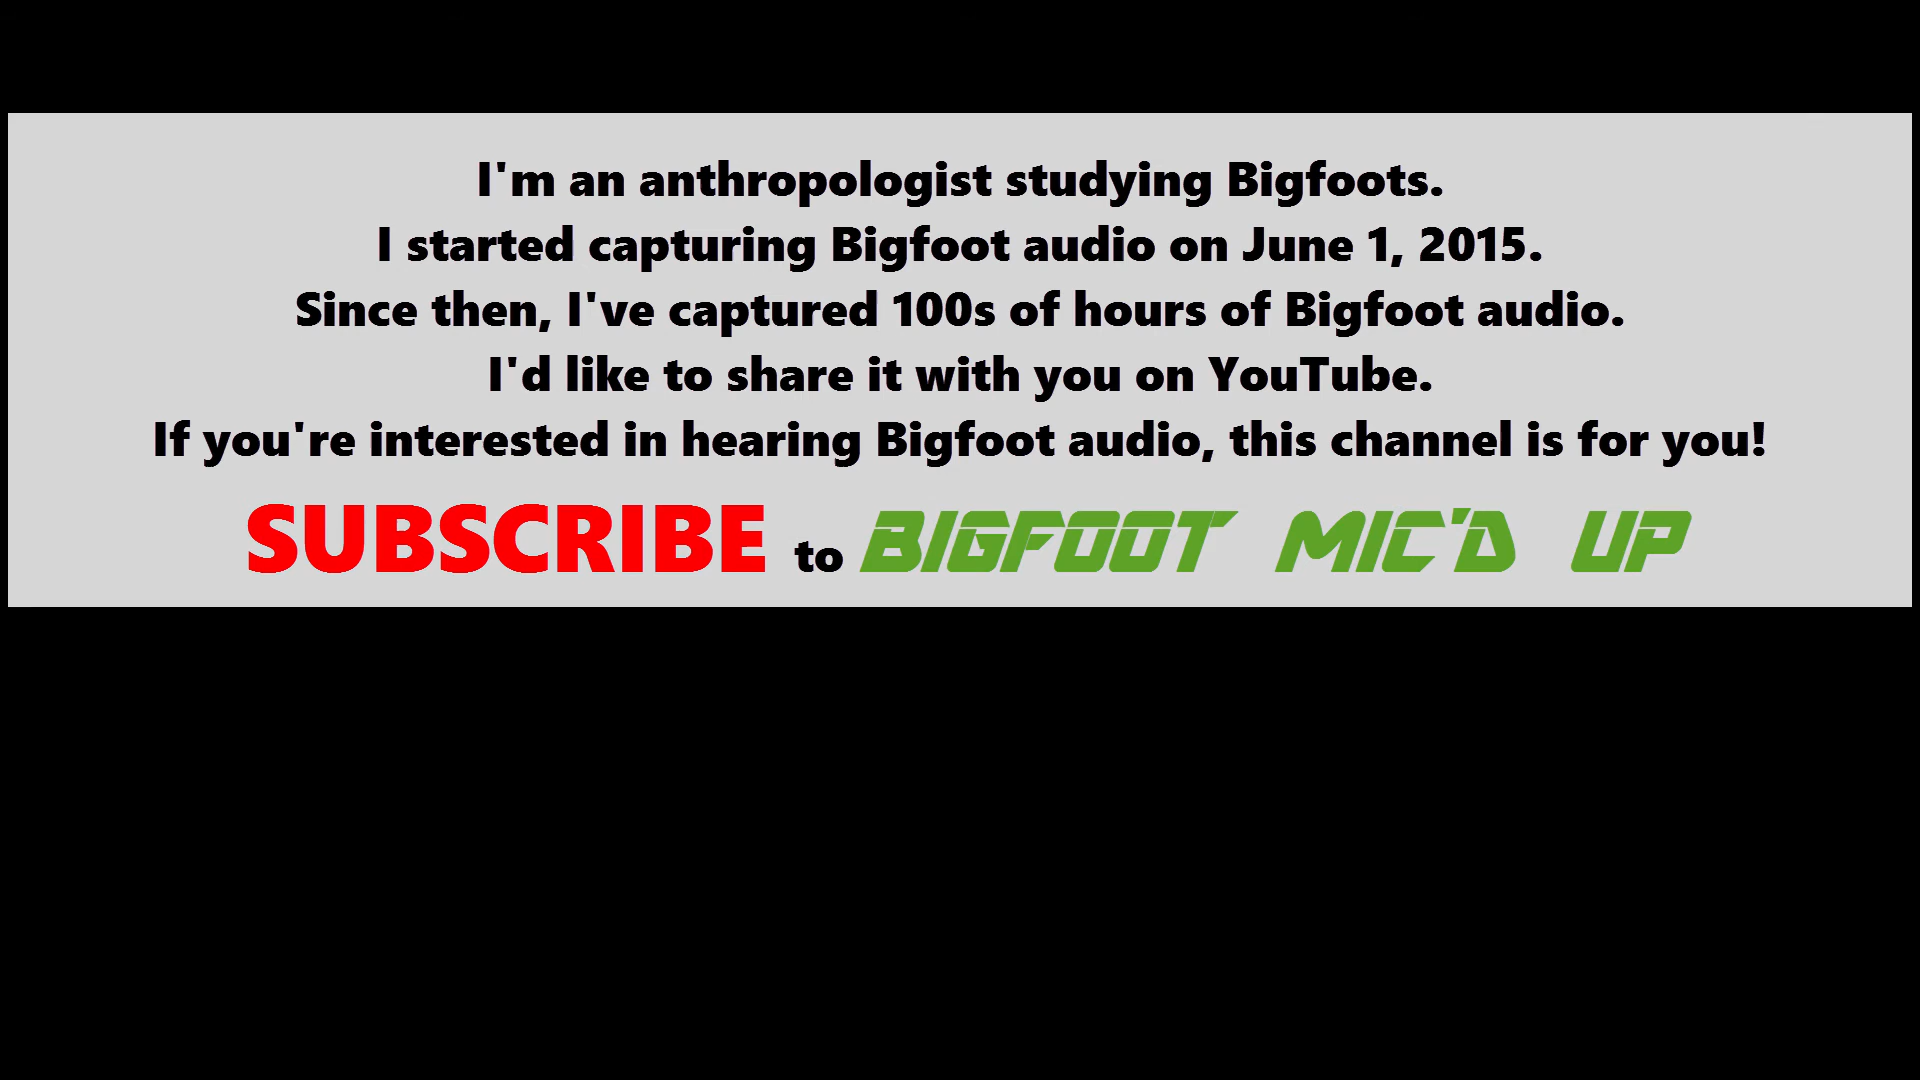 I'm an anthropologist studying Bigfoots.
I started capturing Bigfoot audio on June 1, 2015.
Since then, I've captured 100s of hours of Bigfoot audio.
I'd like to share it with you on YouTube.
If you're interested in hearing Bigfoot audio, this channel is for you!
SUBSCRIBE to BIGFOOT MIC'D UP